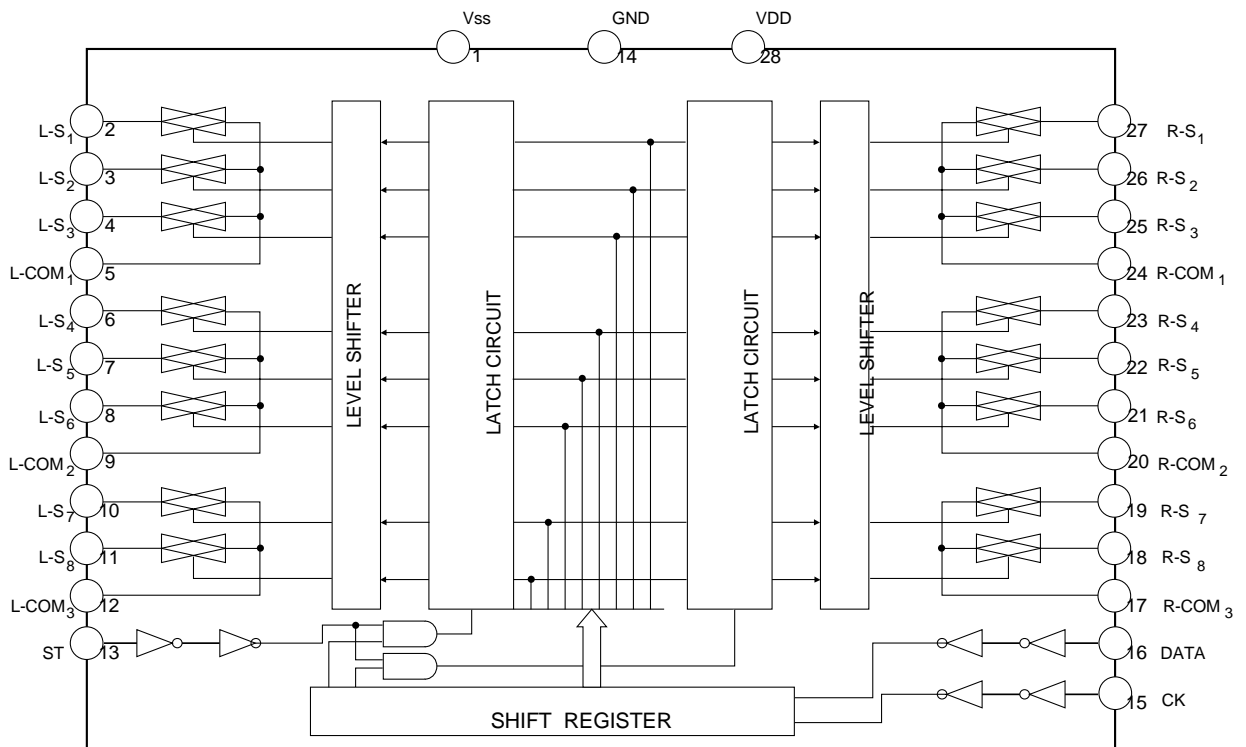 Vss GND VDD
1 14 28
L-S1 2
L-S2 3
L-S3 4
L-COM1 5
L-S4 6
L-S5 7
L-S6 8
L-COM2 9
L-S7 10
L-S8 11
L-COM3 12
ST 13
LEVEL SHIFTER
LATCH CIRCUIT
LATCH CIRCUIT
LEVEL SHIFTER
27 R-S1
26 R-S2
25 R-S3
24 R-COM1
23 R-S4
22 R-S5
21 R-S6
20 R-COM2
19 R-S7
18 R-S8
17 R-COM3
16 DATA
15 CK
SHIFT REGISTER